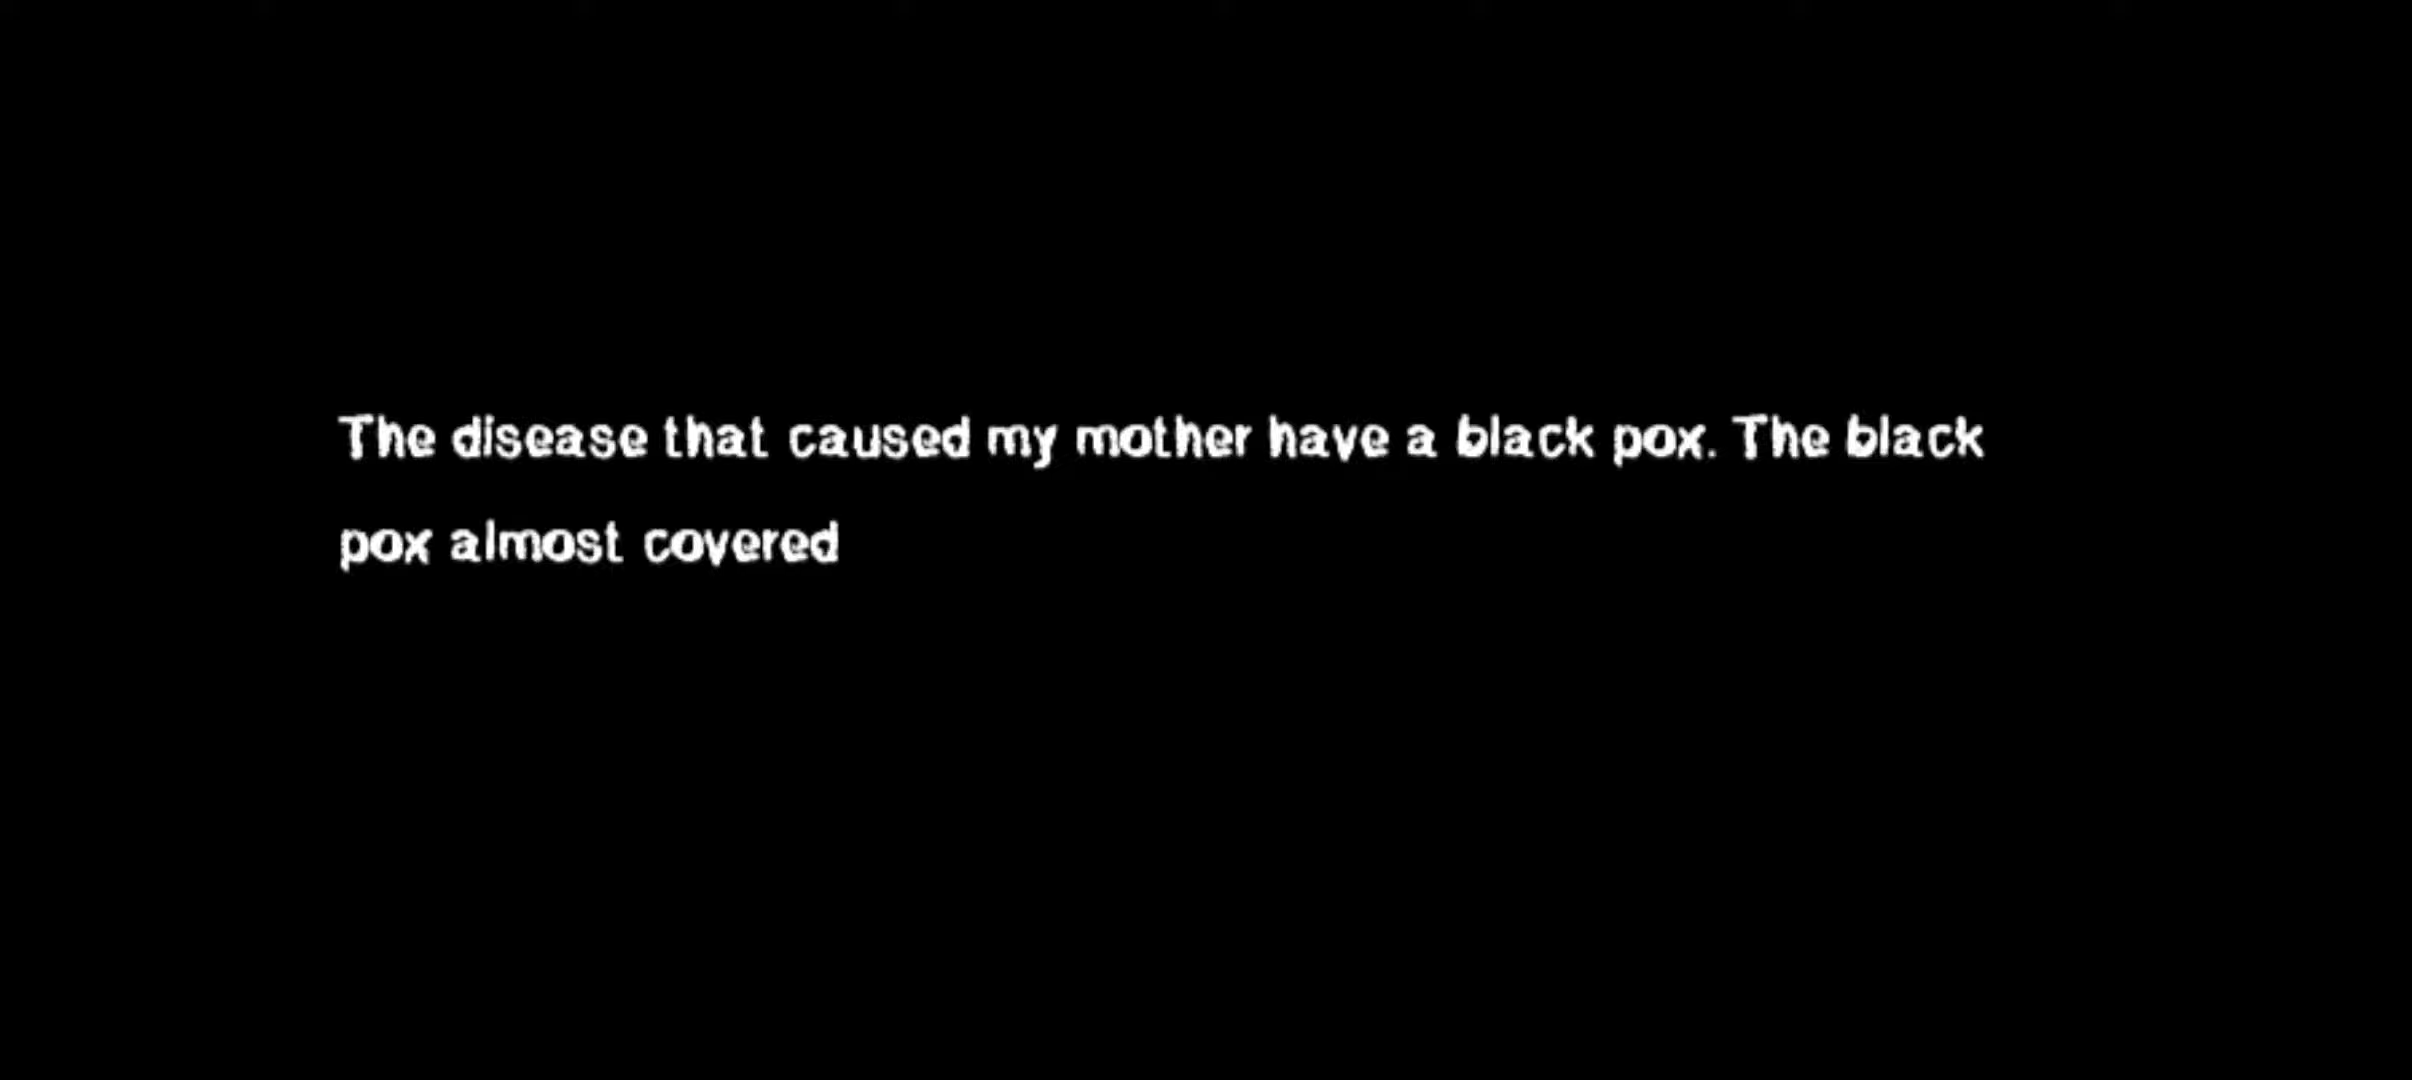 The disease that caused my mother have a black pox. The black
pox almost covered